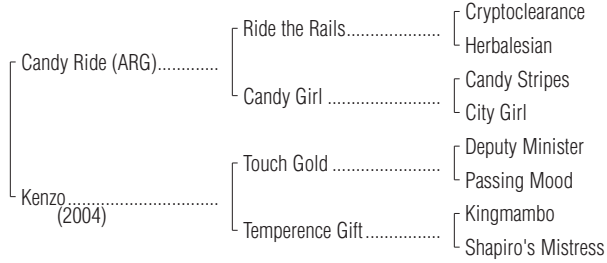 Cryptoclearance
Ride the Rails.....................
Herbalesian
Candy Ride (ARG).............
Candy Stripes
Candy Girl .........................
City Girl
Deputy Minister
Touch Gold ........................
Passing Mood
Kenzo..................................
(2004)
Kingmambo
Temperence Gift.................
Shapiro's Mistress